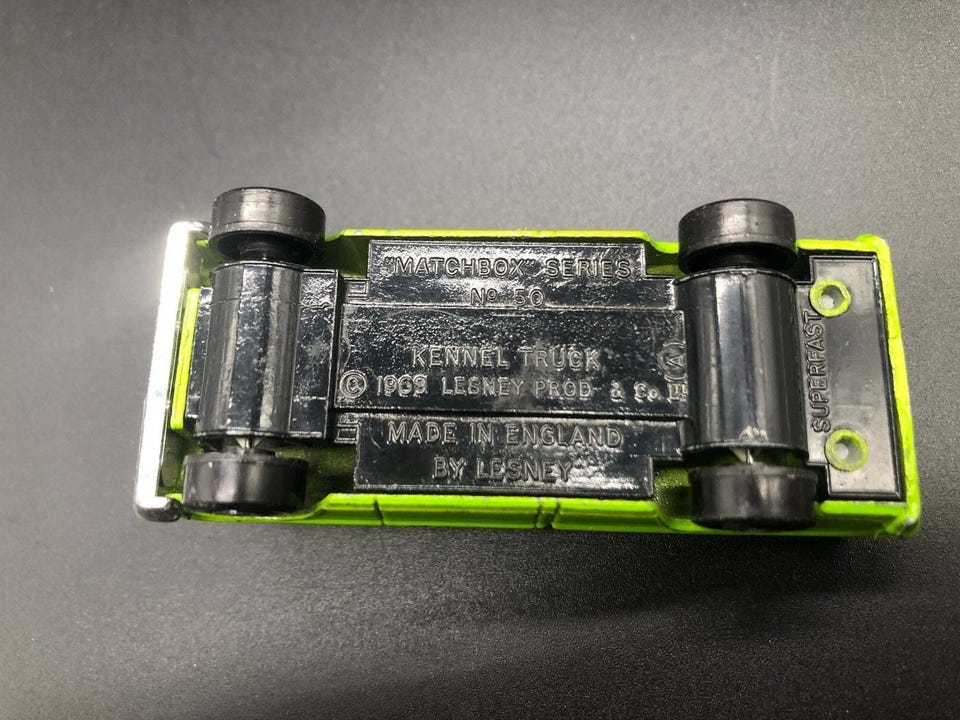 "MATCHBOX" SERIES
Nº 50
KENNEL TRUCK
® 1969 LESNEY PROD. & Co. LTD
(A)
MADE IN ENGLAND
BY LESNEY
SUPERFAST